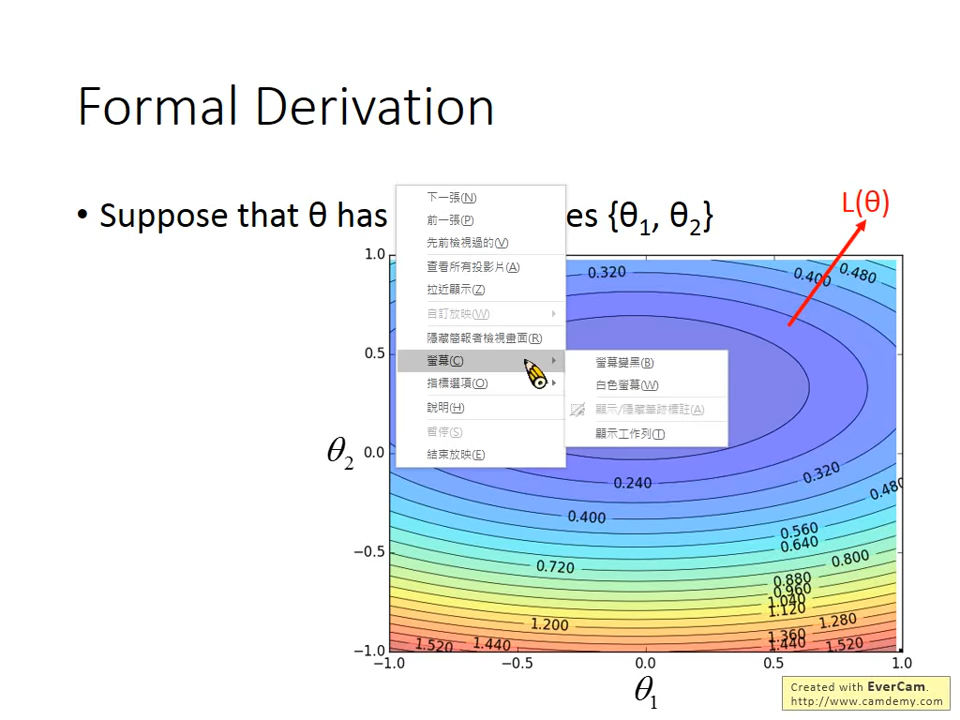 Formal Derivation
• Suppose that θ has
es {θ1, θ2}
L(θ)
下一張(N)
前一張(P)
先前檢視過的(V)
查看所有投影片(A)
拉近顯示(Z)
自訂放映(W)
隱藏簡報者檢視畫面(R)
螢幕(C)
指標選項(O)
說明(H)
暫停(S)
結束放映(E)
螢幕變黑(B)
白色螢幕(W)
顯示/隱藏筆跡標註(A)
顯示工作列(T)
1.0
0.5
0.0
−0.5
−1.0
θ2
0.320
0.400
0.480
0.240
0.320
0.480
0.400
0.560
0.640
0.720
0.800
0.880
0.960
1.040
1.120
1.200
1.280
1.360
1.440
1.520
1.440
1.520
−1.0
−0.5
0.0
0.5
1.0
θ1
Created with EverCam.
http://www.camdemy.com